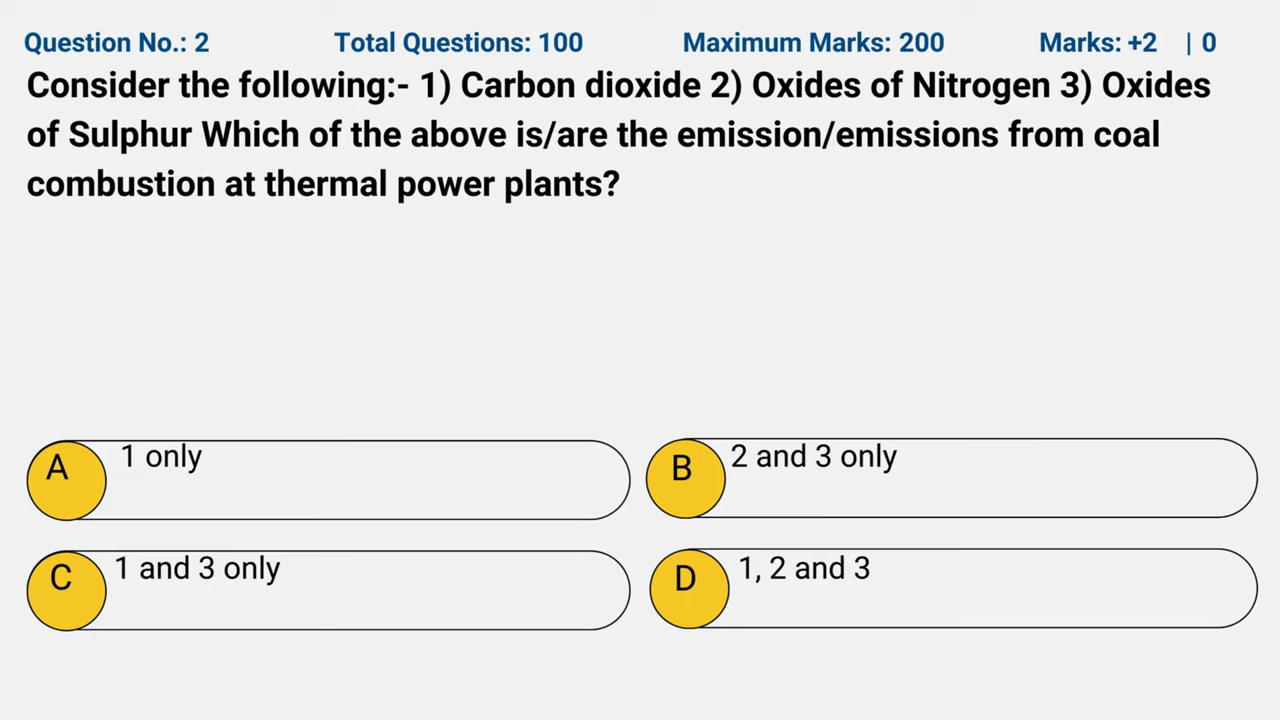 Question No.: 2 Total Questions: 100 Maximum Marks: 200 Marks: +2 | 0
Consider the following:- 1) Carbon dioxide 2) Oxides of Nitrogen 3) Oxides
of Sulphur Which of the above is/are the emission/emissions from coal
combustion at thermal power plants?
A 1 only
B 2 and 3 only
C 1 and 3 only
D 1, 2 and 3